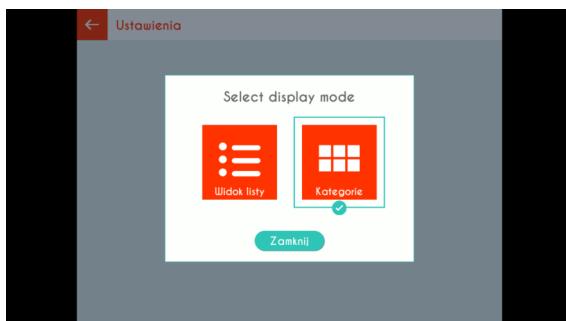 Ustawienia
Select display mode
Widok listy
Kategorie
Zamknij